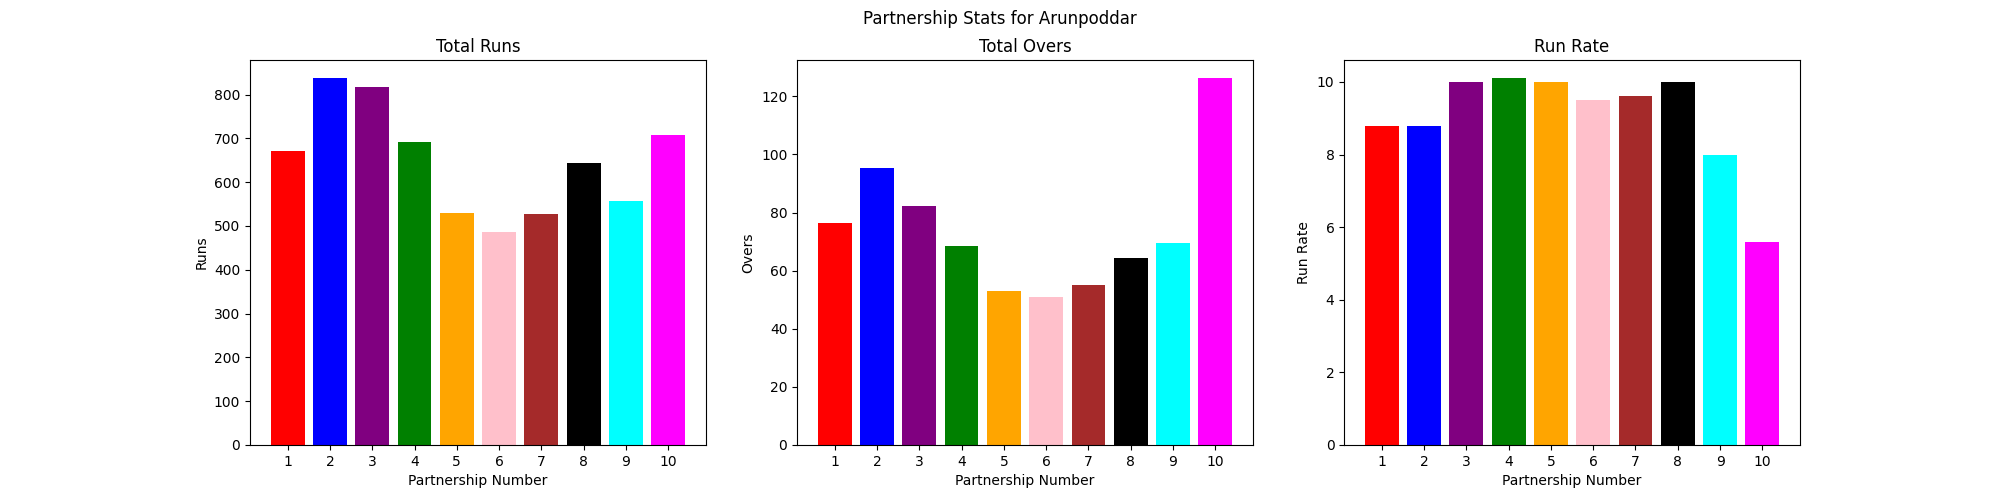 Partnership Stats for Arunpoddar
Total Runs
Runs
800
700
600
500
400
300
200
100
0
1 2 3 4 5 6 7 8 9 10
Partnership Number
Total Overs
Overs
120
100
80
60
40
20
0
1 2 3 4 5 6 7 8 9 10
Partnership Number
Run Rate
Run Rate
10
8
6
4
2
0
1 2 3 4 5 6 7 8 9 10
Partnership Number